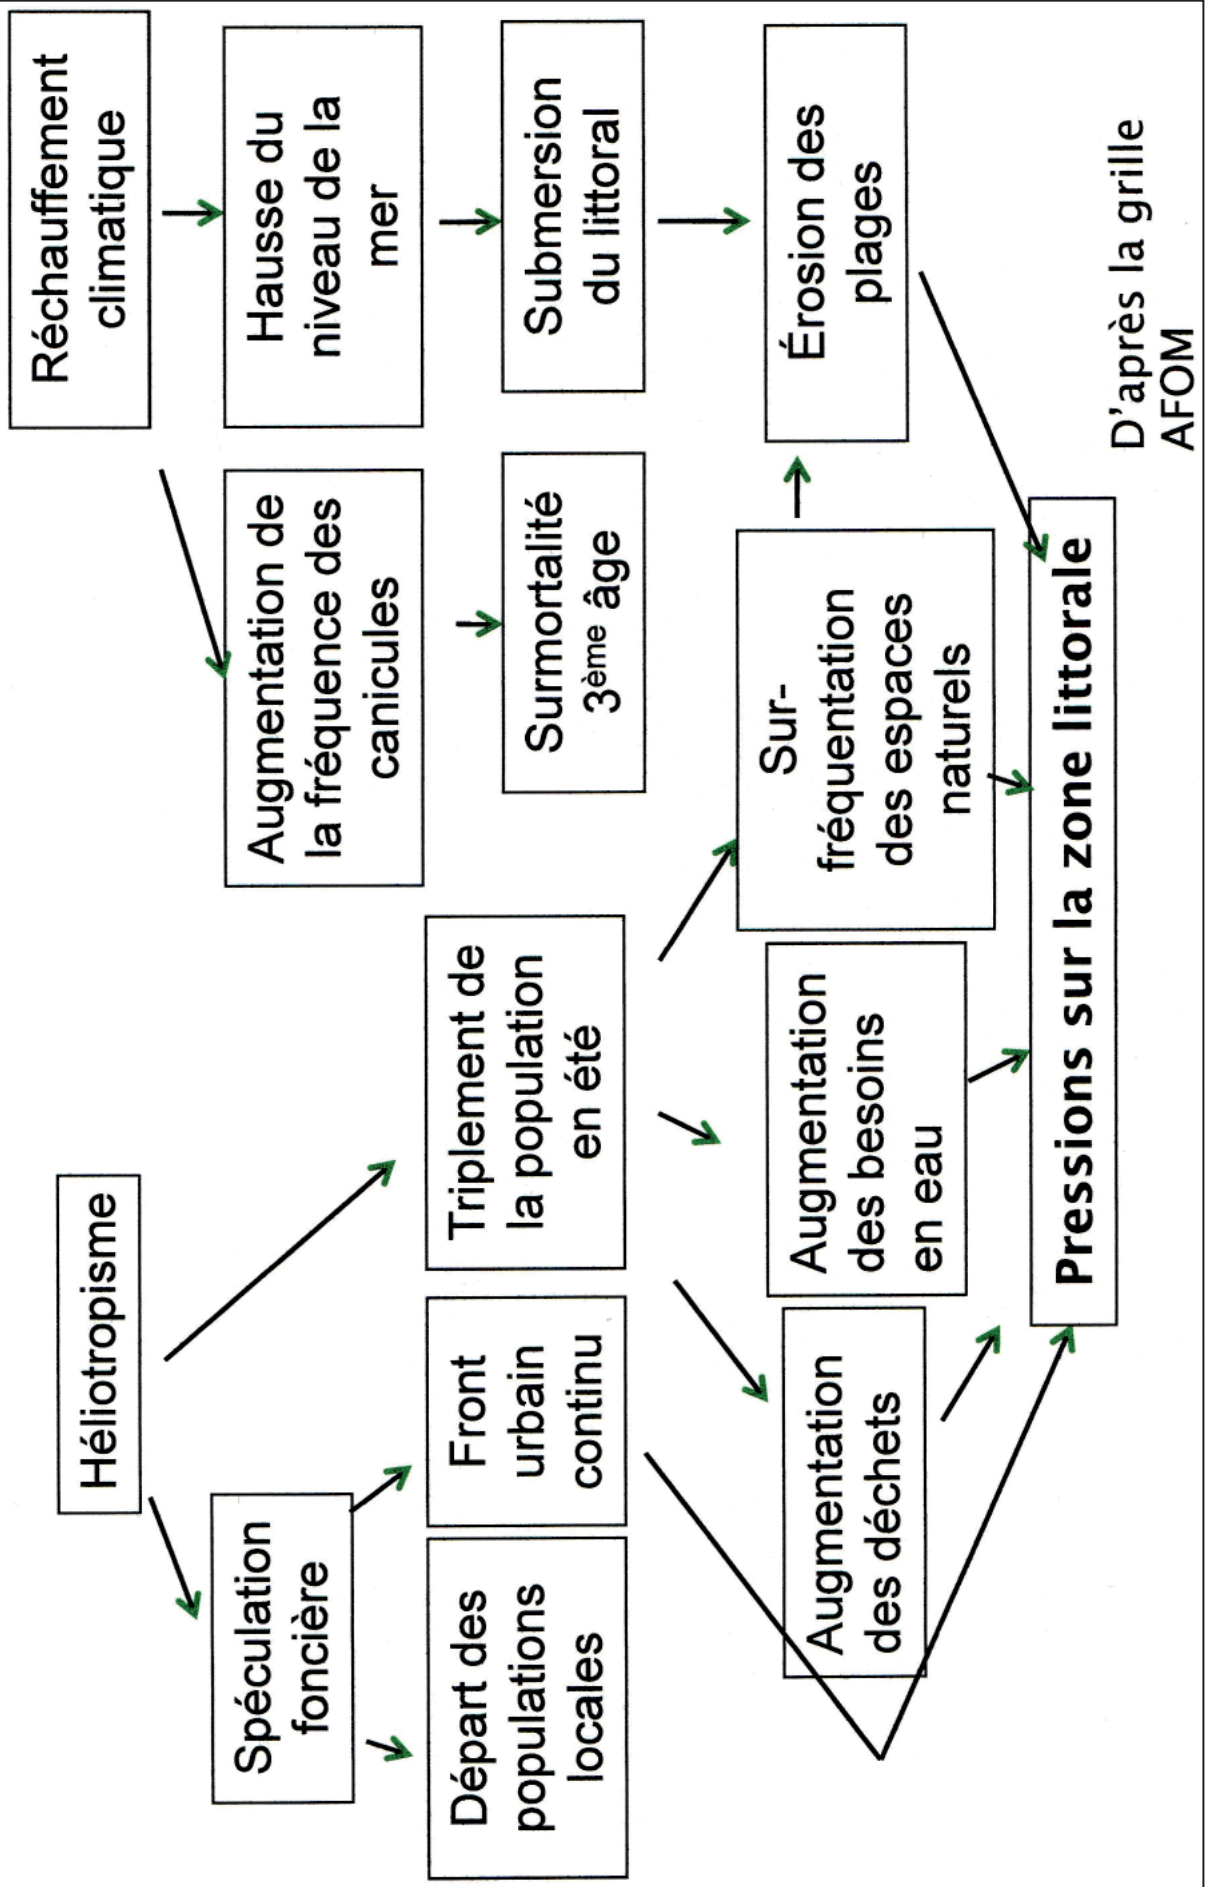 Héliotropisme
Réchauffement
climatique
Spéculation
foncière
Augmentation de
la fréquence des
canicules
Hausse du
niveau de la
mer
Départ des
populations
locales
Front
urbain
continu
Triplement de
la population
en été
Surmortalité
3ème âge
Submersion
du littoral
Augmentation
des déchets
Augmentation
des besoins
en eau
Sur-
fréquentation
des espaces
naturels
Érosion des
plages
Pressions sur la zone littorale
D’après la grille
AFOM